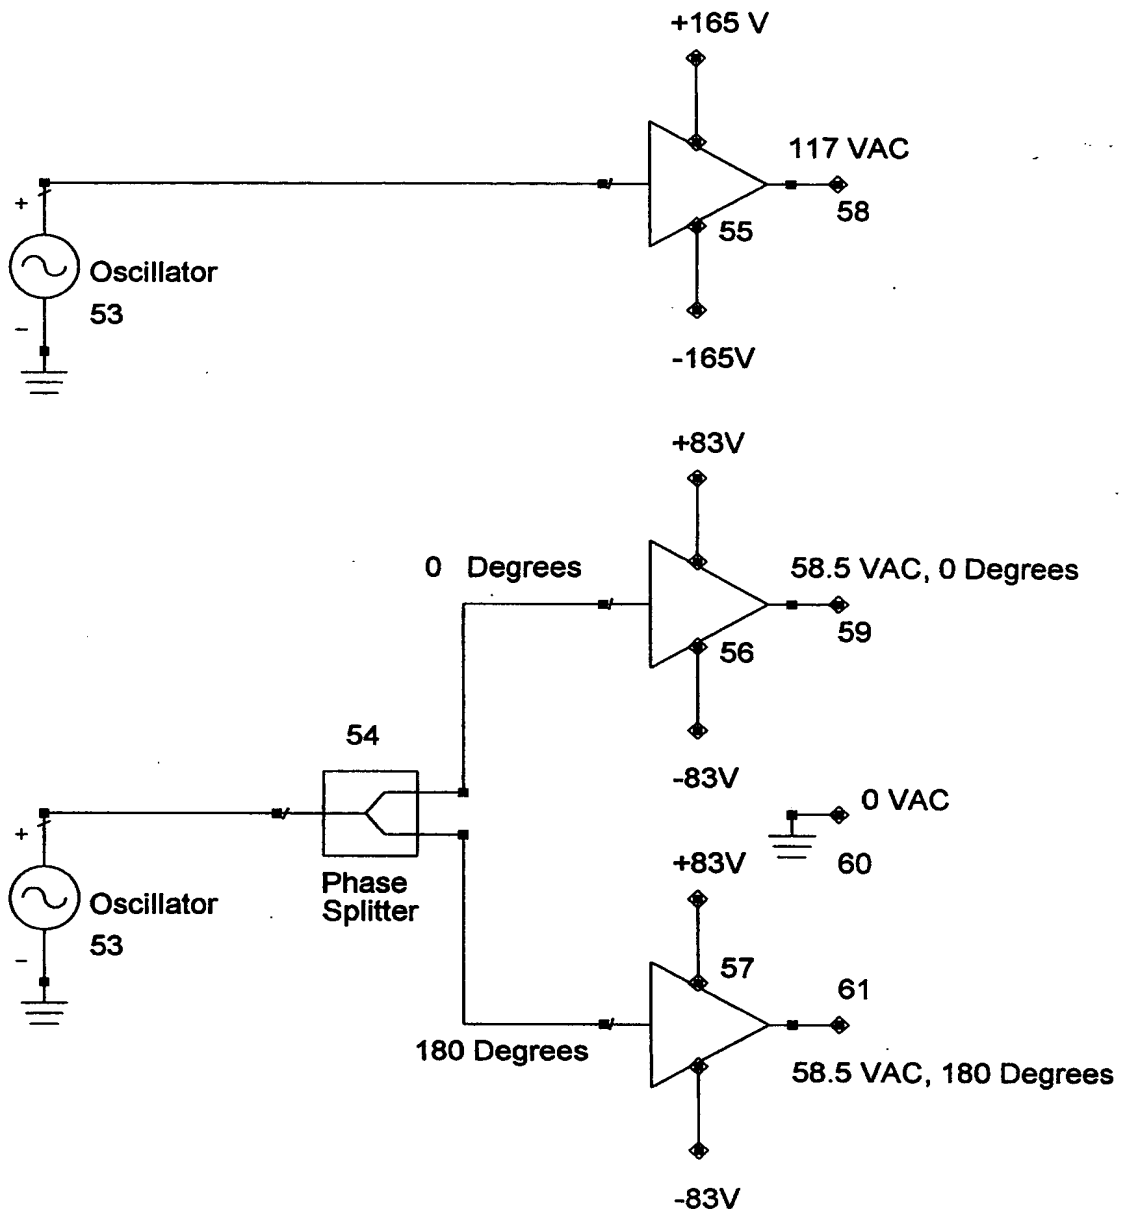 +165 V
117 VAC
58
55
+
Oscillator
53
−
-165V
+83V
0 Degrees
58.5 VAC, 0 Degrees
59
56
54
-83V
0 VAC
60
+
+83V
Phase
Splitter
Oscillator
53
−
57
61
180 Degrees
58.5 VAC, 180 Degrees
-83V